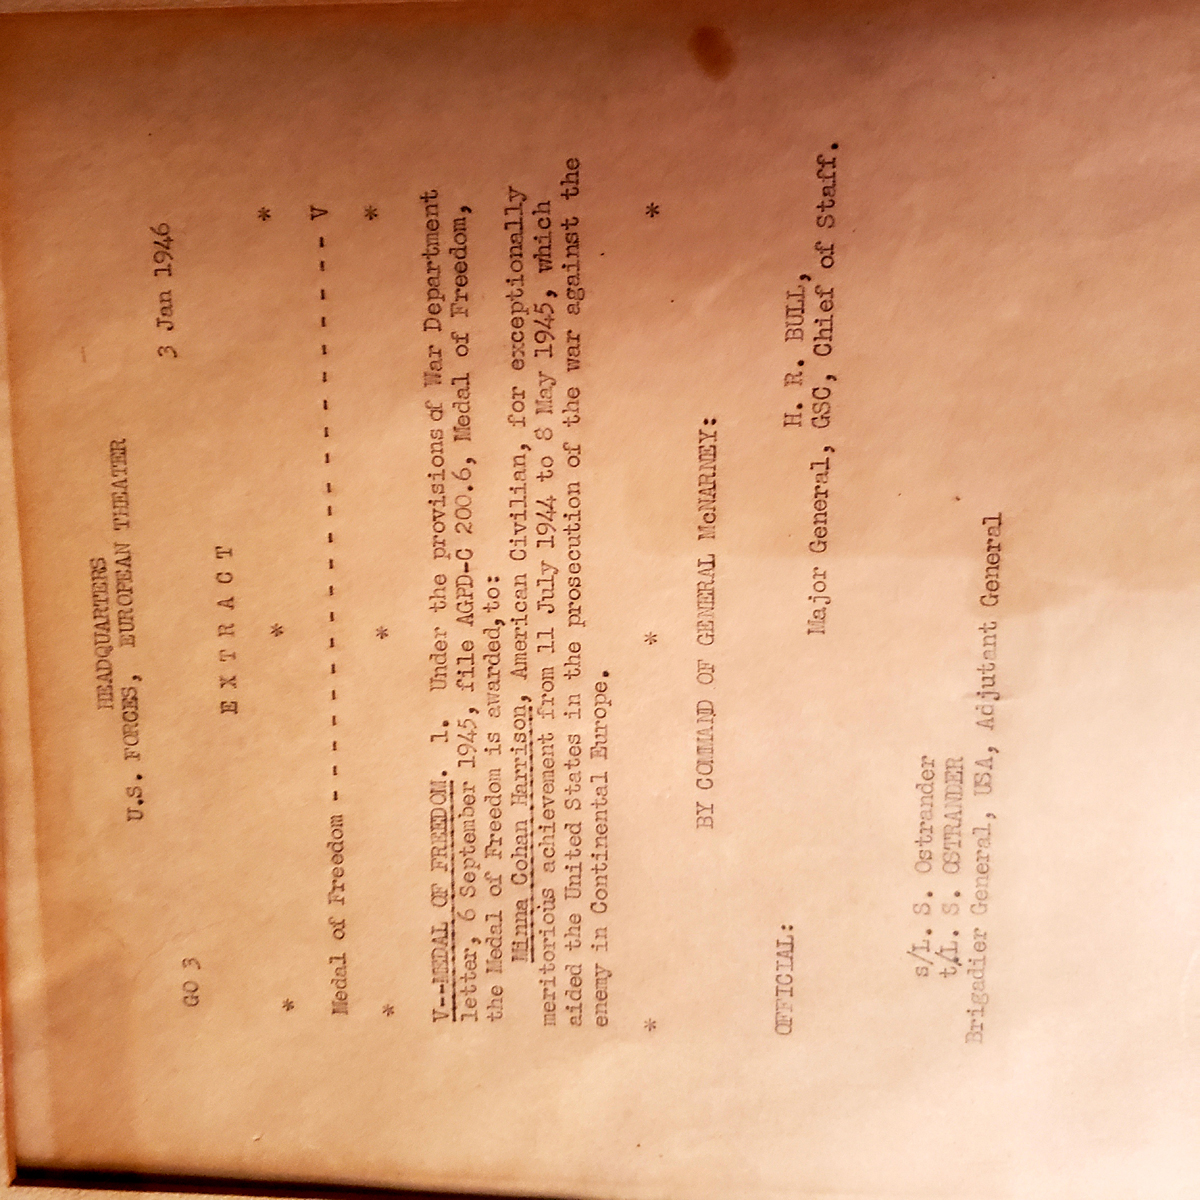 HEADQUARTERS
U.S. FORCES, EUROPEAN THEATER
GO 3 3 Jan 1946
E X T R A C T
* * *
Medal of Freedom - - - - - - - - - - - - - - - - - - - - - - V
* * *
V--MEDAL OF FREEDOM. 1. Under the provisions of War Department
letter, 6 September 1945, file AGPD-C 200.6, Medal of Freedom,
the Medal of Freedom is awarded, to:
Minna Cohan Harrison, American Civilian, for exceptionally
meritorious achievement from 11 July 1944 to 8 May 1945, which
aided the United States in the prosecution of the war against the
enemy in Continental Europe.
* * *
BY COMMAND OF GENERAL McNARNEY:
OFFICIAL:
H. R. BULL,
Major General, GSC, Chief of Staff.
s/L. S. Ostrander
t/L. S. OSTRANDER
Brigadier General, USA, Adjutant General